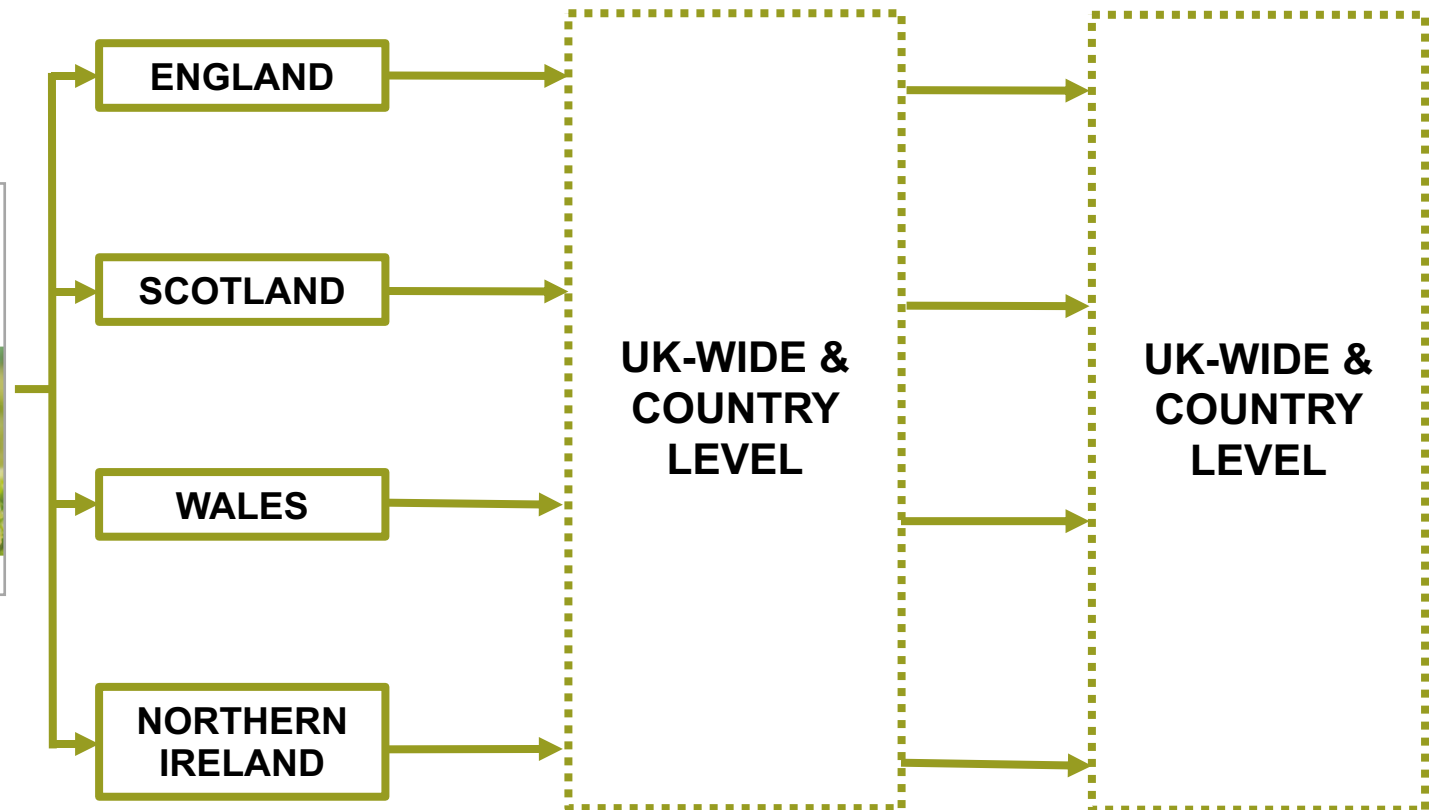 ENGLAND
SCOTLAND
WALES
NORTHERN
IRELAND
UK-WIDE &
COUNTRY
LEVEL
UK-WIDE &
COUNTRY
LEVEL